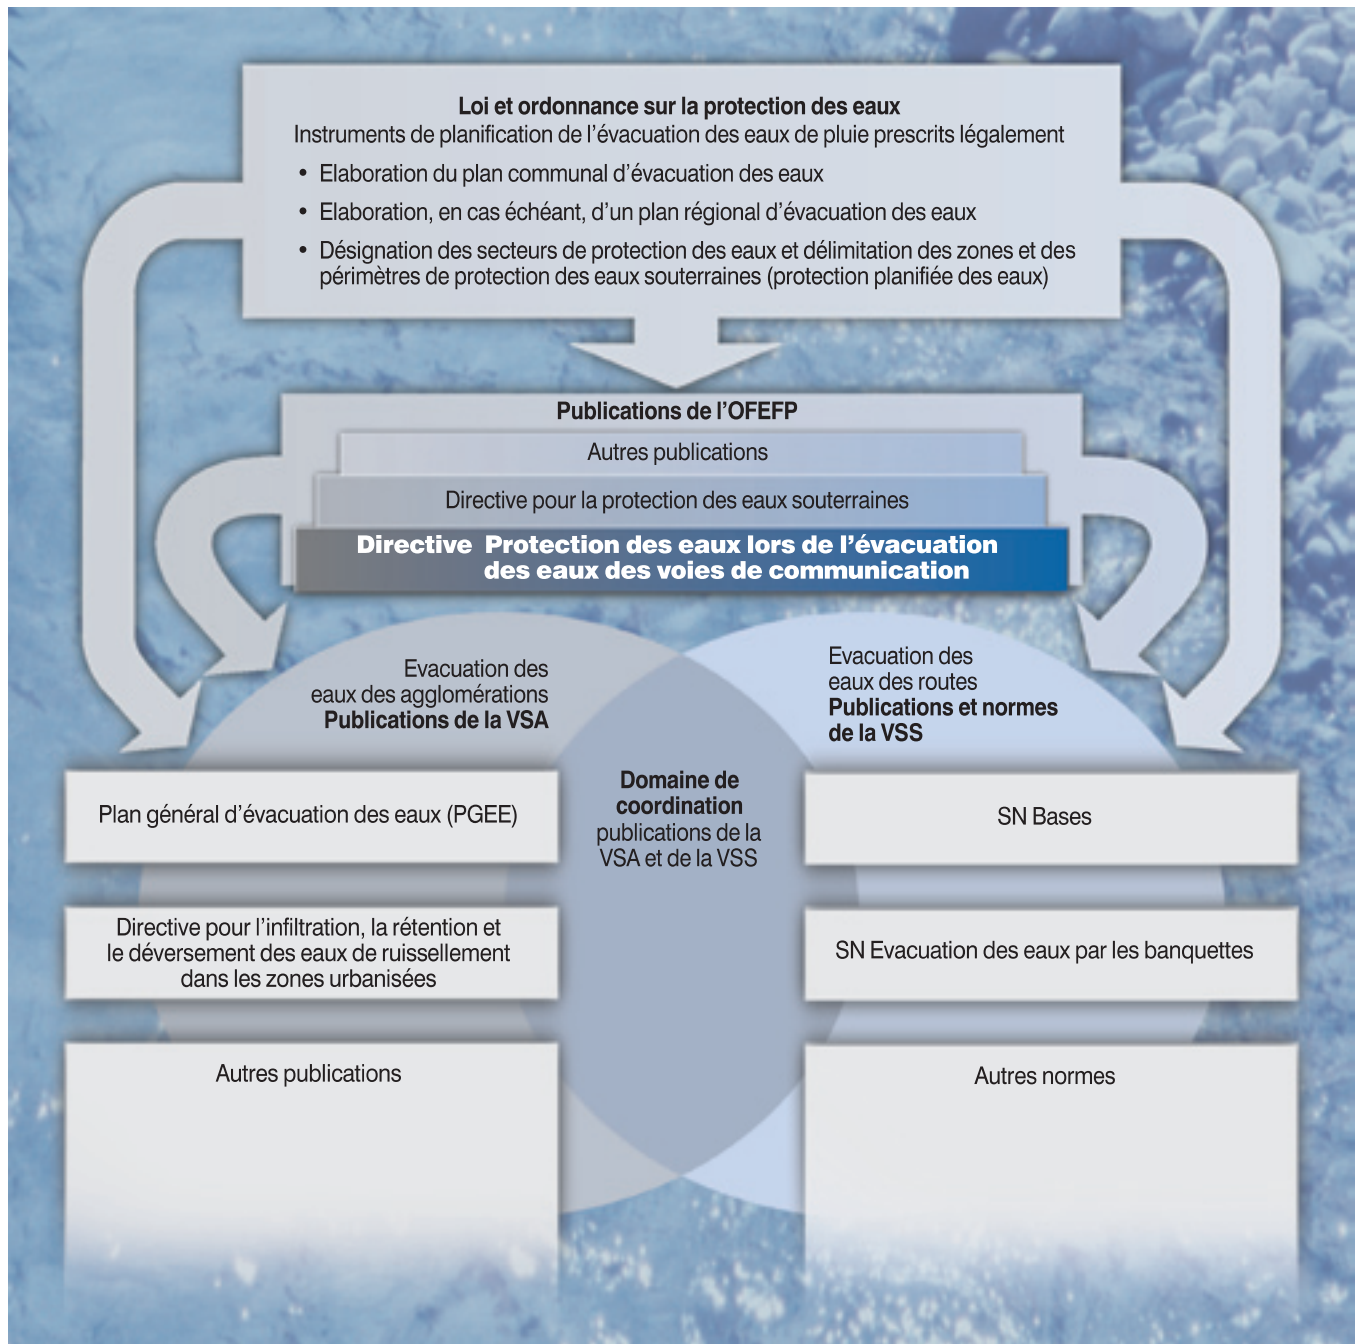 Loi et ordonnance sur la protection des eaux
Instruments de planification de l'évacuation des eaux de pluie prescrits légalement
• Elaboration du plan communal d'évacuation des eaux
• Elaboration, en cas échéant, d'un plan régional d'évacuation des eaux
• Désignation des secteurs de protection des eaux et délimitation des zones et des
périmètres de protection des eaux souterraines (protection planifiée des eaux)
Publications de l'OFEFP
Autres publications
Directive pour la protection des eaux souterraines
Directive Protection des eaux lors de l'évacuation
des eaux des voies de communication
Evacuation des
eaux des agglomérations
Publications de la VSA
Evacuation des
eaux des routes
Publications et normes
de la VSS
Domaine de
coordination
publications de la
VSA et de la VSS
Plan général d'évacuation des eaux (PGEE)
Directive pour l'infiltration, la rétention et
le déversement des eaux de ruissellement
dans les zones urbanisées
Autres publications
SN Bases
SN Evacuation des eaux par les banquettes
Autres normes